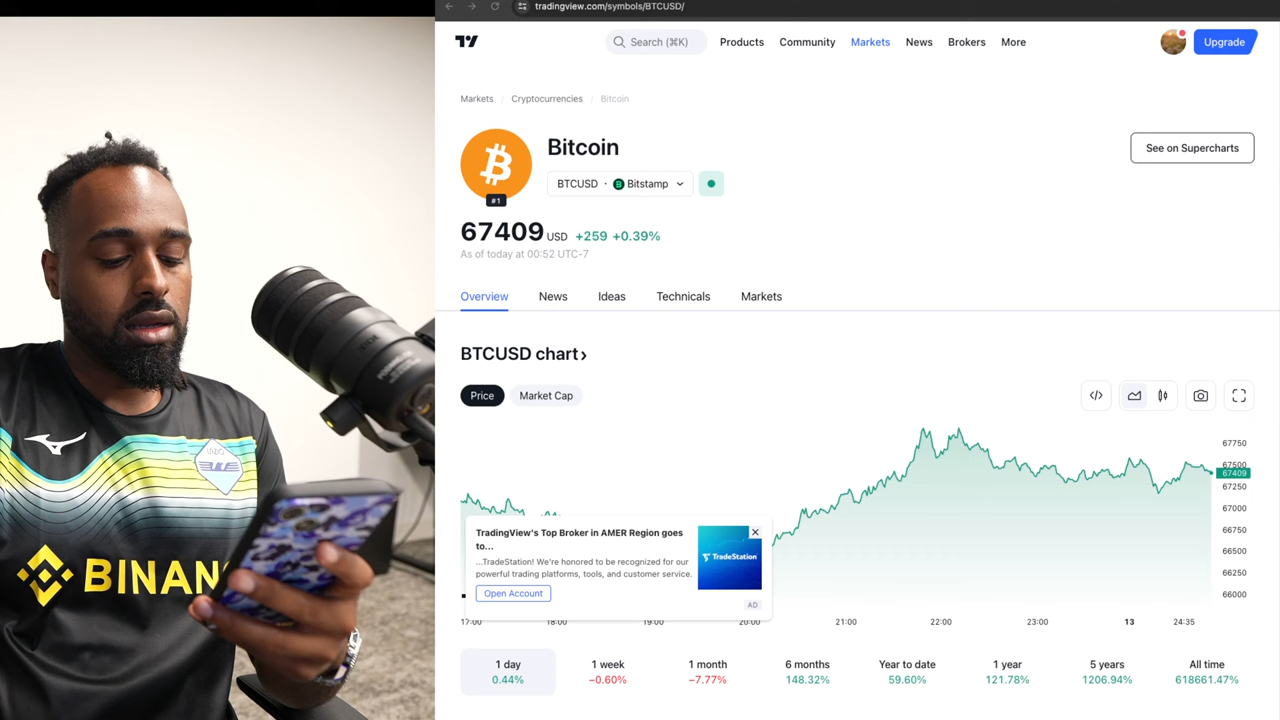 tradingview.com/symbols/BTCUSD/
Search (⌘K)
Products
Community
Markets
News
Brokers
More
Upgrade
Markets / Cryptocurrencies / Bitcoin
Bitcoin
See on Supercharts
BTCUSD · Bitstamp
#1
67409 USD +259 +0.39%
As of today at 00:52 UTC-7
Overview
News
Ideas
Technicals
Markets
BTCUSD chart ›
Price
Market Cap
67750
67500
67409
67250
67000
66750
66500
66250
66000
TradingView's Top Broker in AMER Region goes
to...
...TradeStation! We're honored to be recognized for our
powerful trading platforms, tools, and customer service.
Open Account
TradeStation
AD
17:00
18:00
19:00
20:00
21:00
22:00
23:00
13
24:35
1 day
0.44%
1 week
−0.60%
1 month
−7.77%
6 months
148.32%
Year to date
59.60%
1 year
121.78%
5 years
1206.94%
All time
618661.47%
BINAN